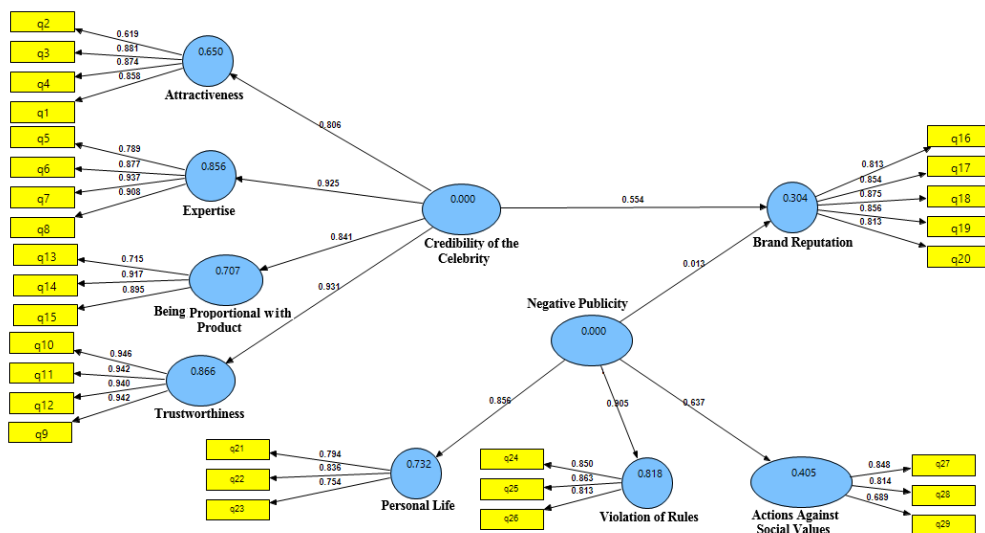 q2
q3
q4
q1
0.619
0.881
0.874
0.858
0.650
Attractiveness
q5
q6
q7
q8
0.789
0.877
0.937
0.908
0.856
Expertise
q13
q14
q15
0.715
0.917
0.895
0.707
Being Proportional with
Product
q10
q11
q12
q9
0.946
0.942
0.940
0.942
0.866
Trustworthiness
0.806
0.925
0.841
0.931
0.000
Credibility of the
Celebrity
0.554
0.013
0.304
Brand Reputation
0.813
0.854
0.875
0.856
0.813
q16
q17
q18
q19
q20
Negative Publicity
0.000
0.856
0.905
0.637
q21
q22
q23
0.794
0.836
0.754
0.732
Personal Life
q24
q25
q26
0.850
0.863
0.813
0.818
Violation of Rules
0.405
Actions Against
Social Values
0.848
0.814
0.689
q27
q28
q29